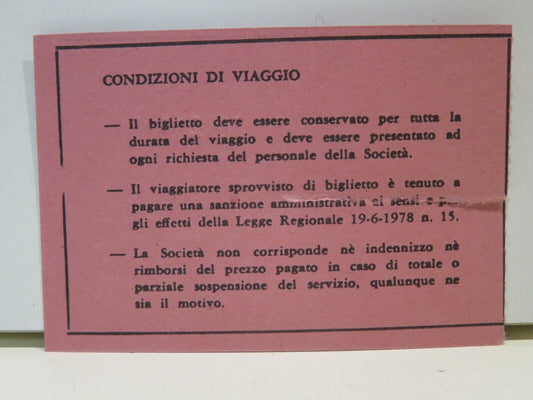 CONDIZIONI DI VIAGGIO
— Il biglietto deve essere conservato per tutta la
durata del viaggio e deve essere presentato ad
ogni richiesta del personale della Società.
— Il viaggiatore sprovvisto di biglietto è tenuto a
pagare una sanzione amministrativa ai sensi e
gli effetti della Legge Regionale 19-6-1978 n. 15.
— La Società non corrisponde nè indennizzo nè
rimborsi del prezzo pagato in caso di totale o
parziale sospensione del servizio, qualunque ne
sia il motivo.